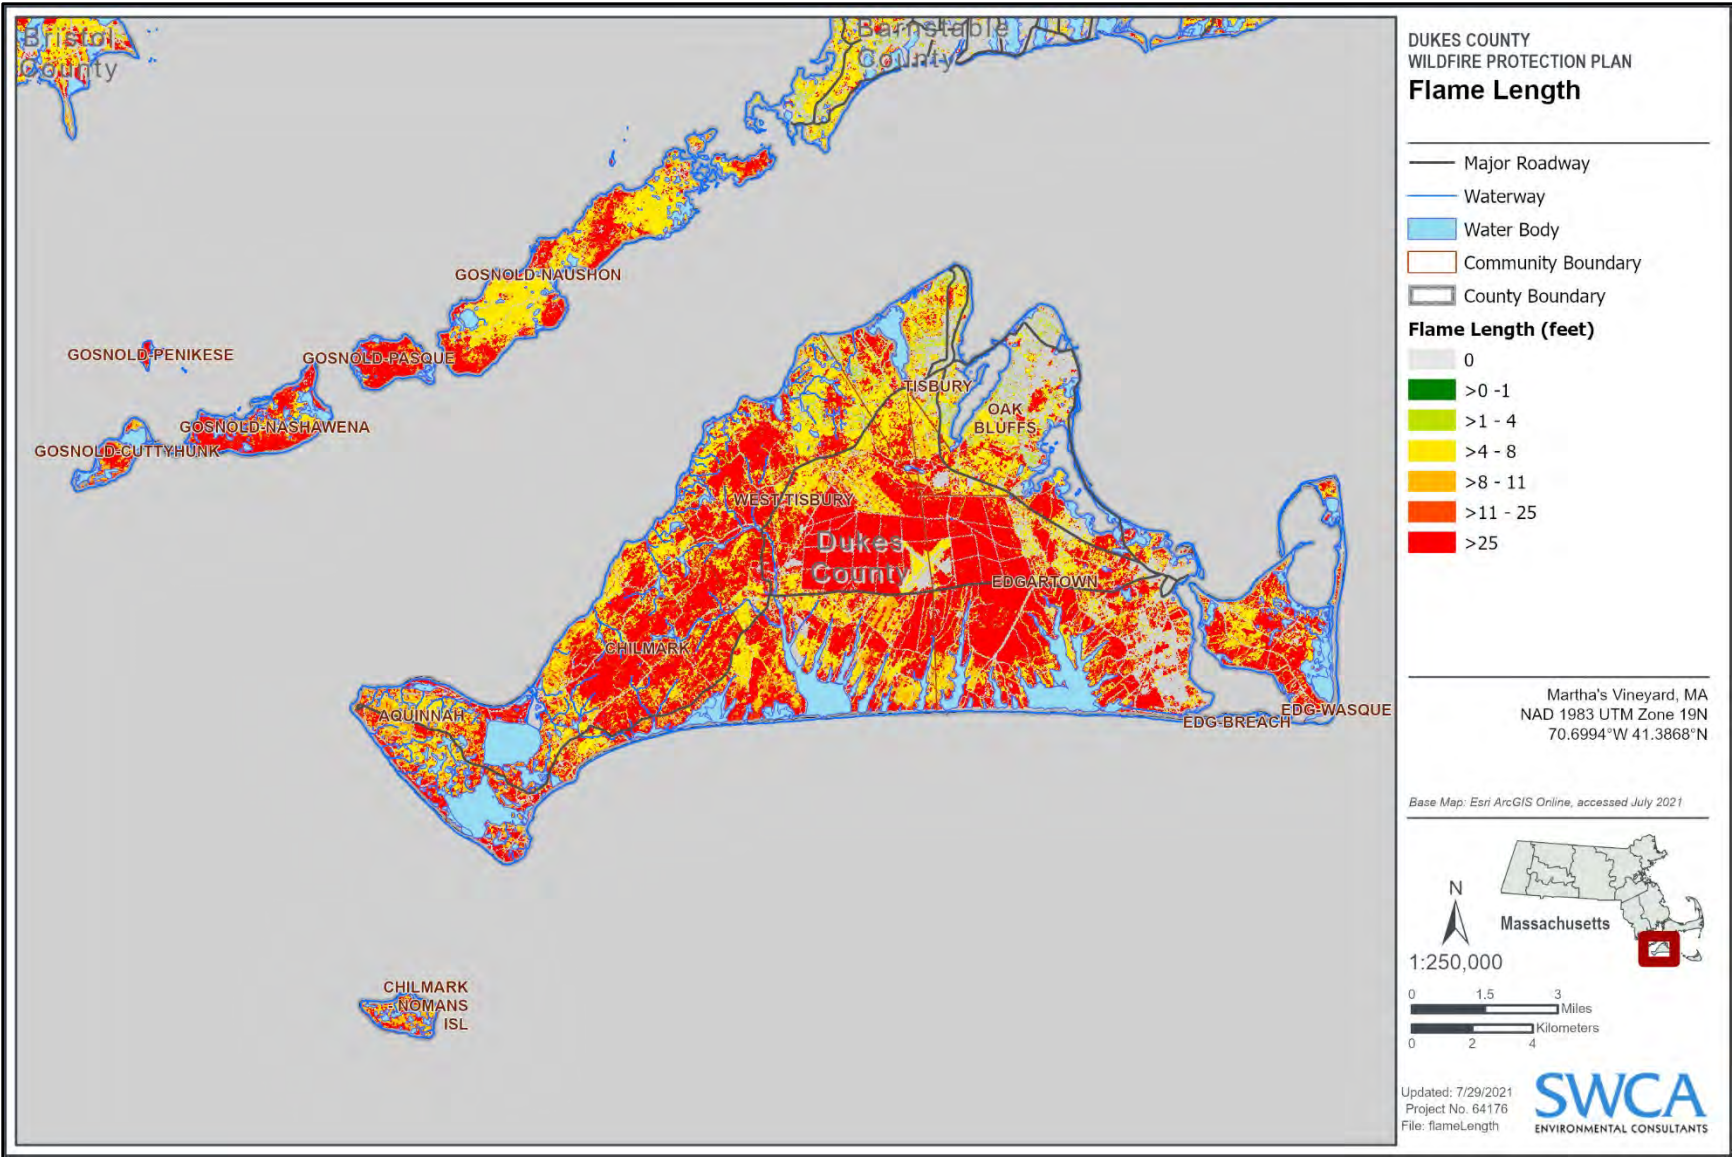 Bristol
County
Barnstable
County
GOSNOLD-NAUSHON
GOSNOLD-PENIKESE
GOSNOLD-PASQUE
GOSNOLD-NASHAWENA
GOSNOLD-CUTTYHUNK
TISBURY
OAK
BLUFFS
WEST TISBURY
Dukes
County
EDGARTOWN
CHILMARK
AQUINNAH
EDG-WASQUE
EDG-BREACH
CHILMARK
NOMANS
ISL
DUKES COUNTY
WILDFIRE PROTECTION PLAN
Flame Length
Major Roadway
Waterway
Water Body
Community Boundary
County Boundary
Flame Length (feet)
0
>0 -1
>1 - 4
>4 - 8
>8 - 11
>11 - 25
>25
Martha's Vineyard, MA
NAD 1983 UTM Zone 19N
70.6994°W 41.3868°N
Base Map: Esri ArcGIS Online, accessed July 2021
N
Massachusetts
1:250,000
0 1.5 3
Miles
Kilometers
0 2 4
Updated: 7/29/2021
Project No. 64176
File: flameLength
SWCA
ENVIRONMENTAL CONSULTANTS